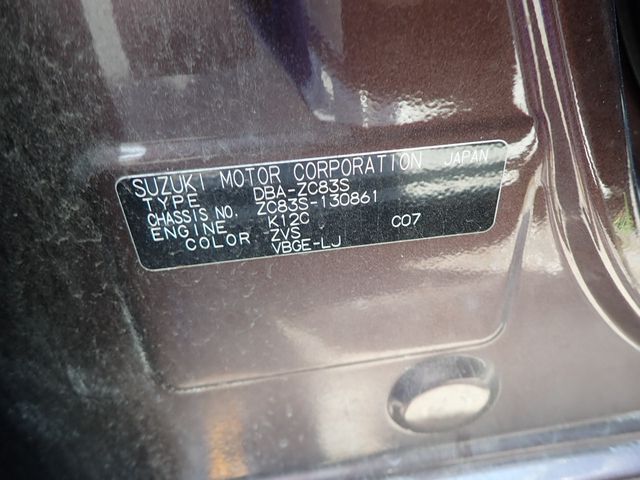 SUZUKI MOTOR CORPORATION JAPAN
TYPE DBA-ZC83S
CHASSIS NO. ZC83S-130861
ENGINE K12C
COLOR ZVS C07
VBGE-LJ